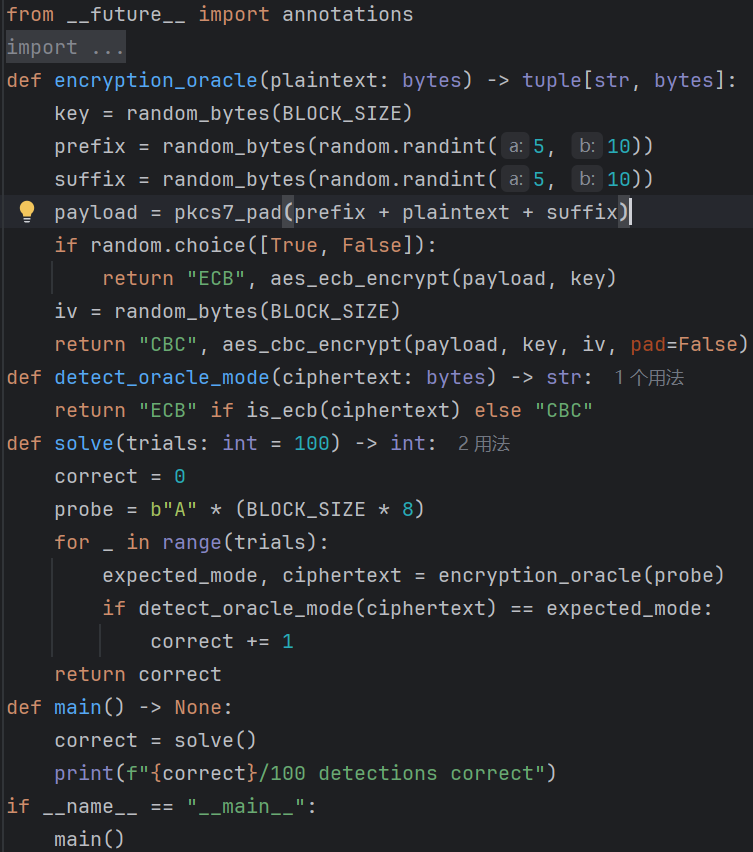 from __future__ import annotations
import ...
def encryption_oracle(plaintext: bytes) -> tuple[str, bytes]:
    key = random_bytes(BLOCK_SIZE)
    prefix = random_bytes(random.randint( a: 5, b: 10))
    suffix = random_bytes(random.randint( a: 5, b: 10))
    payload = pkcs7_pad(prefix + plaintext + suffix)
    if random.choice([True, False]):
        return "ECB", aes_ecb_encrypt(payload, key)
    iv = random_bytes(BLOCK_SIZE)
    return "CBC", aes_cbc_encrypt(payload, key, iv, pad=False)
def detect_oracle_mode(ciphertext: bytes) -> str: 1 个用法
    return "ECB" if is_ecb(ciphertext) else "CBC"
def solve(trials: int = 100) -> int: 2 用法
    correct = 0
    probe = b"A" * (BLOCK_SIZE * 8)
    for _ in range(trials):
        expected_mode, ciphertext = encryption_oracle(probe)
        if detect_oracle_mode(ciphertext) == expected_mode:
            correct += 1
    return correct
def main() -> None:
    correct = solve()
    print(f"{correct}/100 detections correct")
if __name__ == "__main__":
    main()